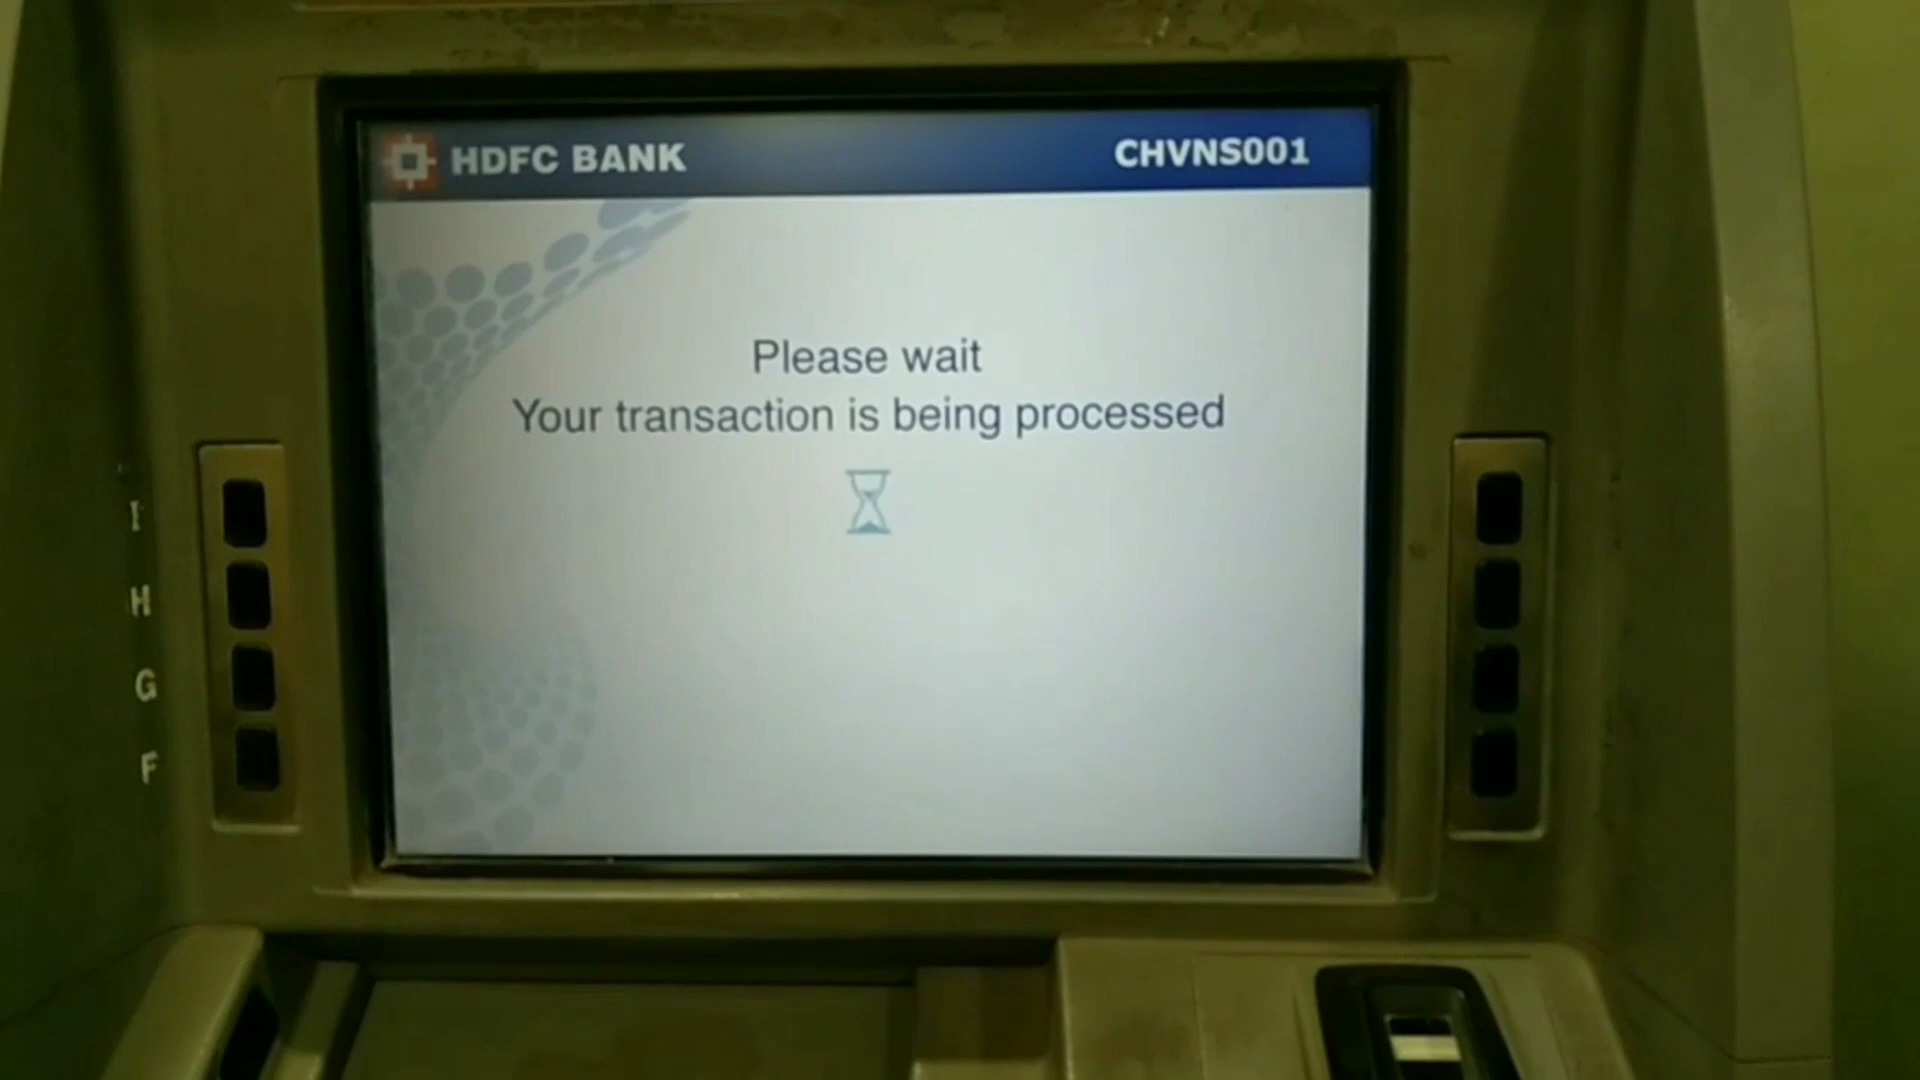 HDFC BANK
CHVNS001
Please wait
Your transaction is being processed
I
H
G
F